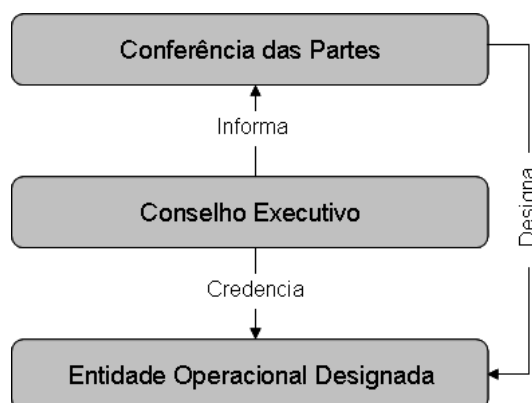 Conferência das Partes
Informa
Designa
Conselho Executivo
Credencia
Entidade Operacional Designada